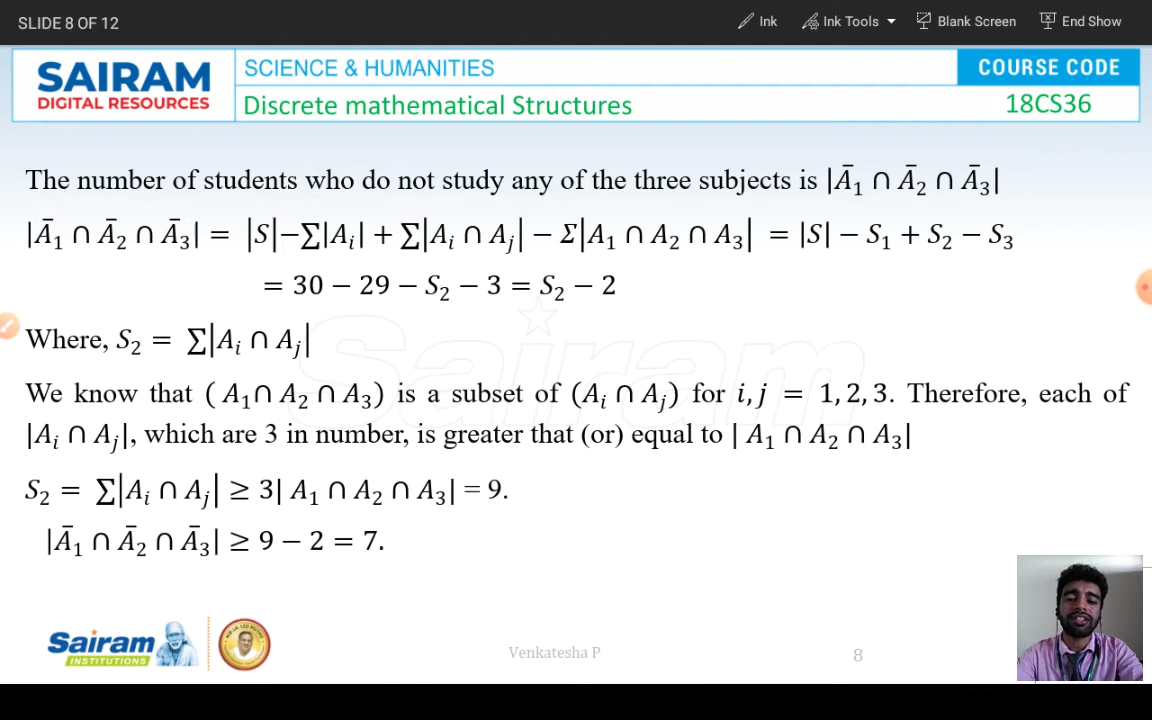 SLIDE 8 OF 12
Ink Ink Tools Blank Screen End Show
SAIRAM
DIGITAL RESOURCES
SCIENCE & HUMANITIES
COURSE CODE
Discrete mathematical Structures
18CS36
The number of students who do not study any of the three subjects is |Ā₁ ∩ Ā₂ ∩ Ā₃|
|Ā₁ ∩ Ā₂ ∩ Ā₃| = |S|−∑|Aᵢ| + ∑|Aᵢ ∩ Aⱼ| − Σ|A₁ ∩ A₂ ∩ A₃| = |S| − S₁ + S₂ − S₃
= 30 − 29 − S₂ − 3 = S₂ − 2
Where, S₂ = ∑|Aᵢ ∩ Aⱼ|
We know that ( A₁∩ A₂ ∩ A₃) is a subset of (Aᵢ ∩ Aⱼ) for i, j = 1, 2, 3. Therefore, each of
|Aᵢ ∩ Aⱼ|, which are 3 in number, is greater that (or) equal to | A₁ ∩ A₂ ∩ A₃|
S₂ = ∑|Aᵢ ∩ Aⱼ| ≥ 3| A₁ ∩ A₂ ∩ A₃| = 9.
|Ā₁ ∩ Ā₂ ∩ Ā₃| ≥ 9 − 2 = 7.
Sairam
Sairam
INSTITUTIONS
Venkatesha P
8